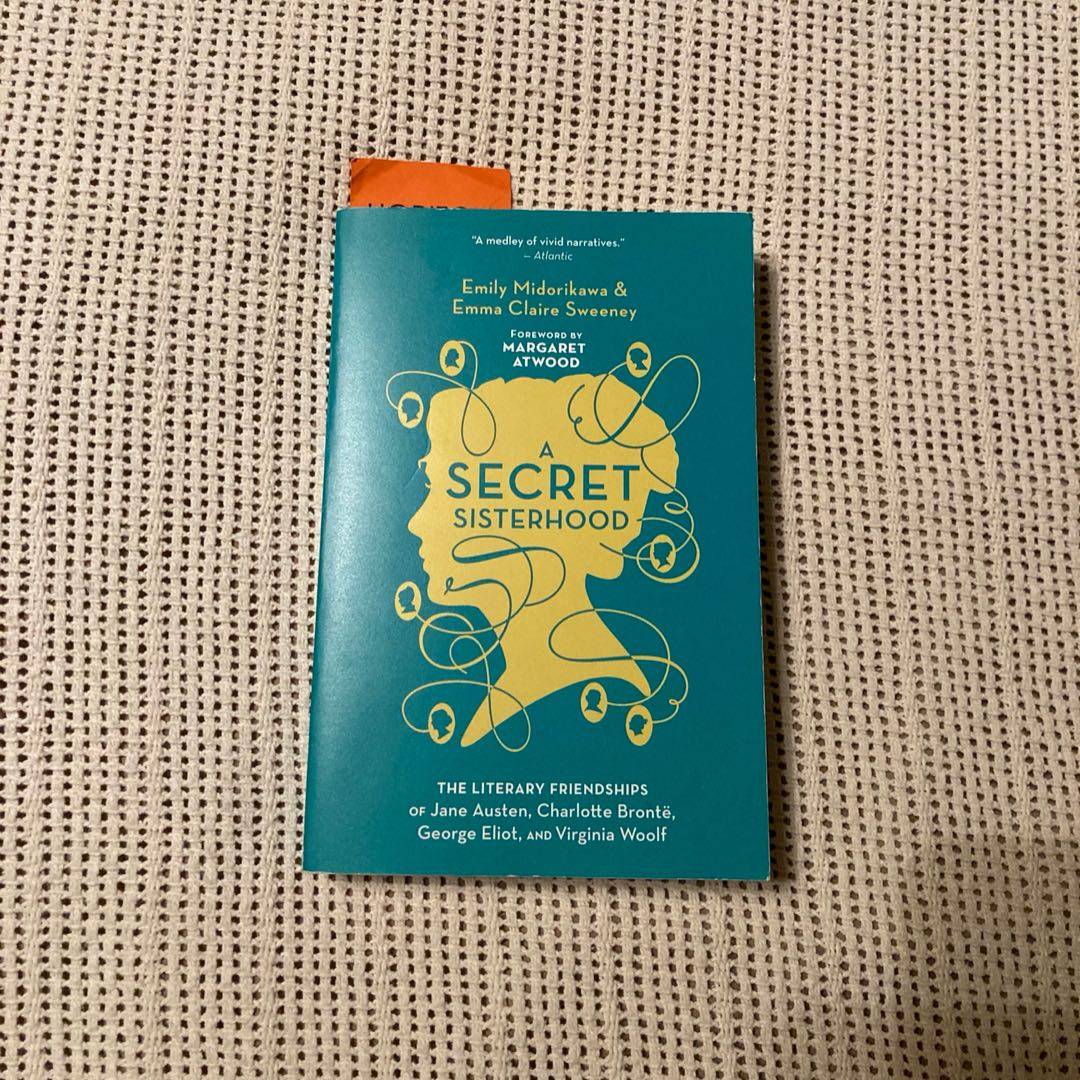 "A medley of vivid narratives."
— Atlantic
Emily Midorikawa &
Emma Claire Sweeney
FOREWORD BY
MARGARET
ATWOOD
A
SECRET
SISTERHOOD
THE LITERARY FRIENDSHIPS
OF Jane Austen, Charlotte Brontë,
George Eliot, AND Virginia Woolf